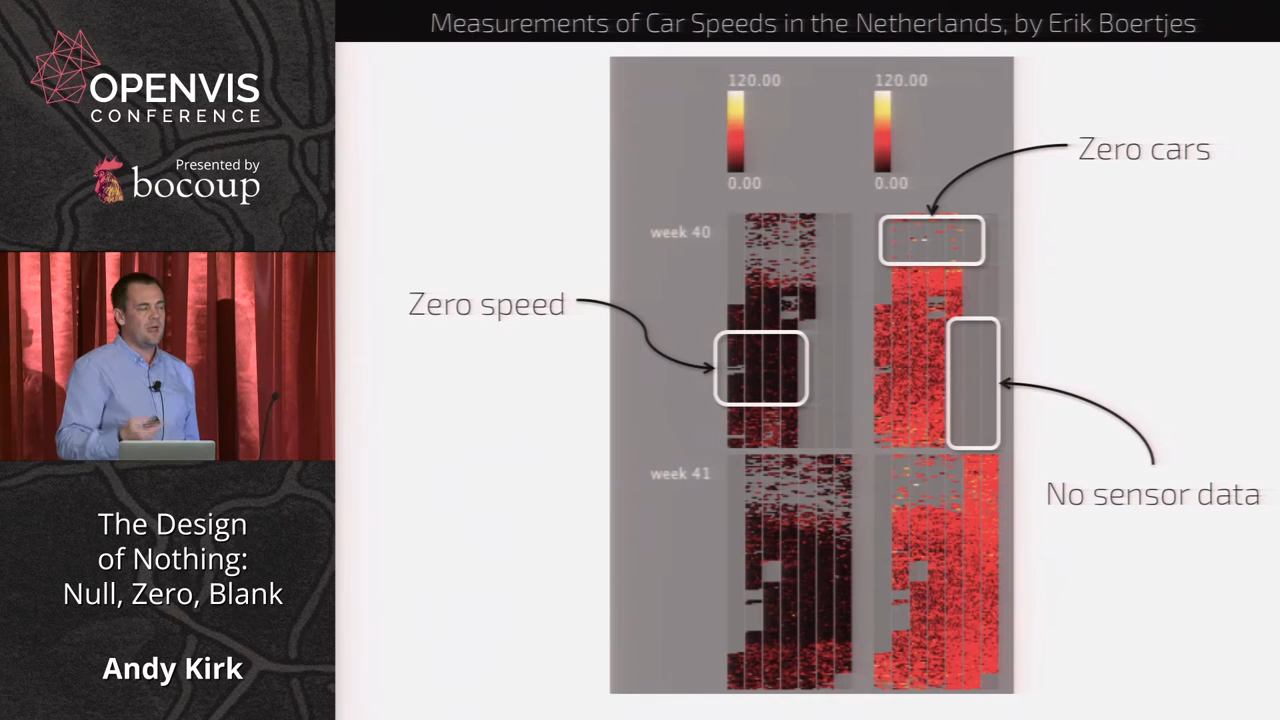 OPENVIS
CONFERENCE
Presented by
bocoup
The Design
of Nothing:
Null, Zero, Blank
Andy Kirk
Measurements of Car Speeds in the Netherlands, by Erik Boertjes
120.00
120.00
0.00
0.00
Zero cars
week 40
Zero speed
week 41
No sensor data